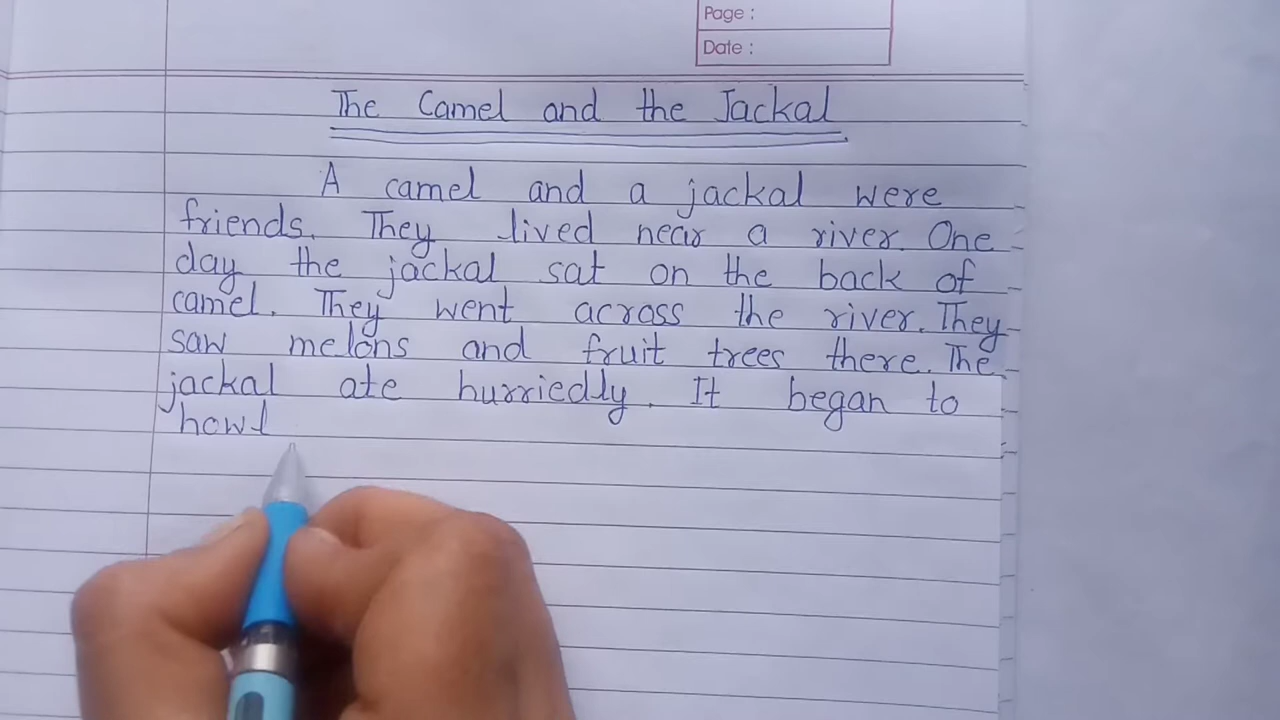 Page :
Date :
The Camel and the Jackal
A camel and a jackal were
friends. They lived near a river. One
day the jackal sat on the back of
camel. They went across the river. They
saw melons and fruit trees there. The
jackal ate hurriedly. It began to
howl